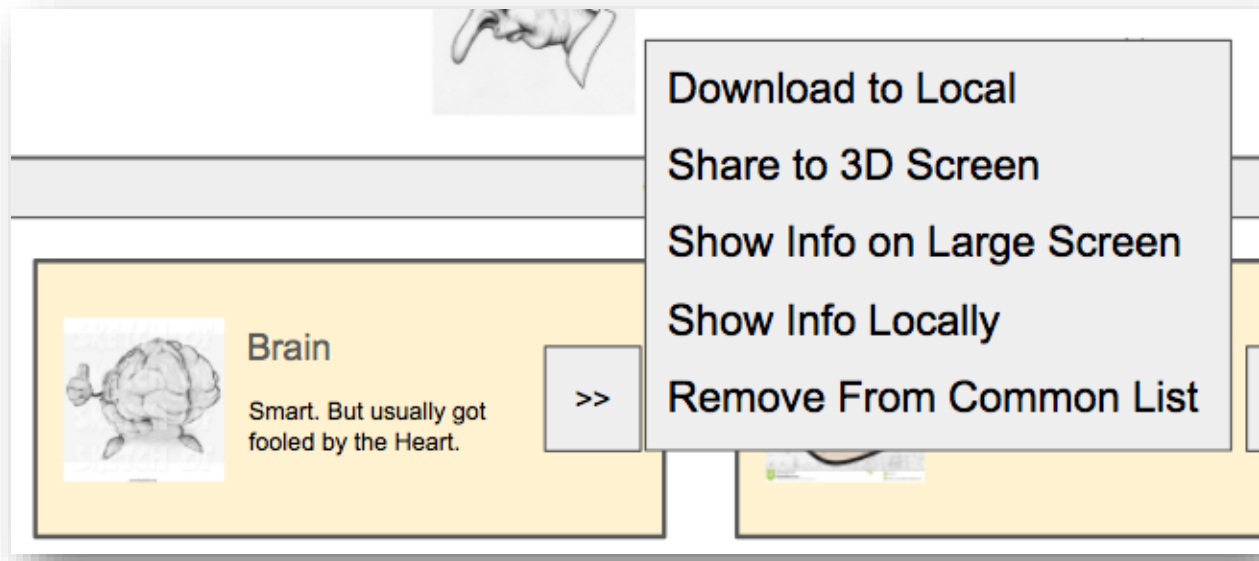 Download to Local
Share to 3D Screen
Show Info on Large Screen
Show Info Locally
Remove From Common List
Brain
Smart. But usually got
fooled by the Heart.
>>